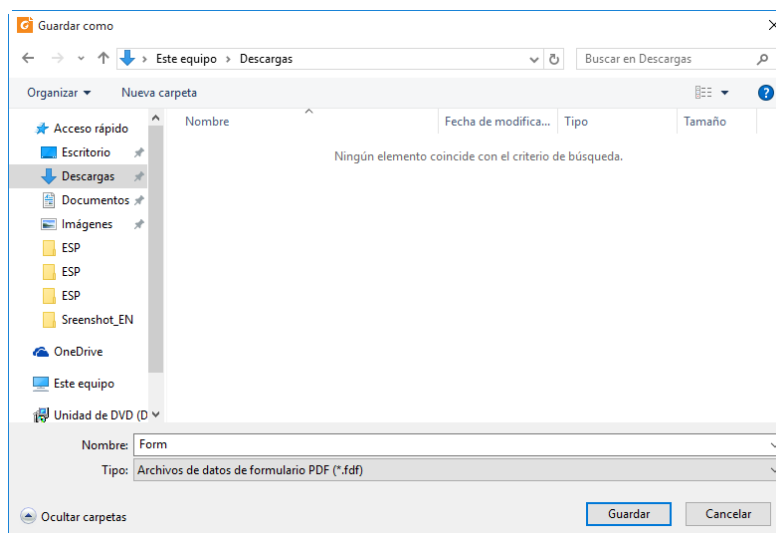 Guardar como
Este equipo > Descargas
Buscar en Descargas
Organizar
Nueva carpeta
Nombre
Fecha de modifica...
Tipo
Tamaño
Ningún elemento coincide con el criterio de búsqueda.
Acceso rápido
Escritorio
Descargas
Documentos
Imágenes
ESP
ESP
ESP
Sreenshot_EN
OneDrive
Este equipo
Unidad de DVD (D
Nombre: Form
Tipo: Archivos de datos de formulario PDF (*.fdf)
Ocultar carpetas
Guardar
Cancelar